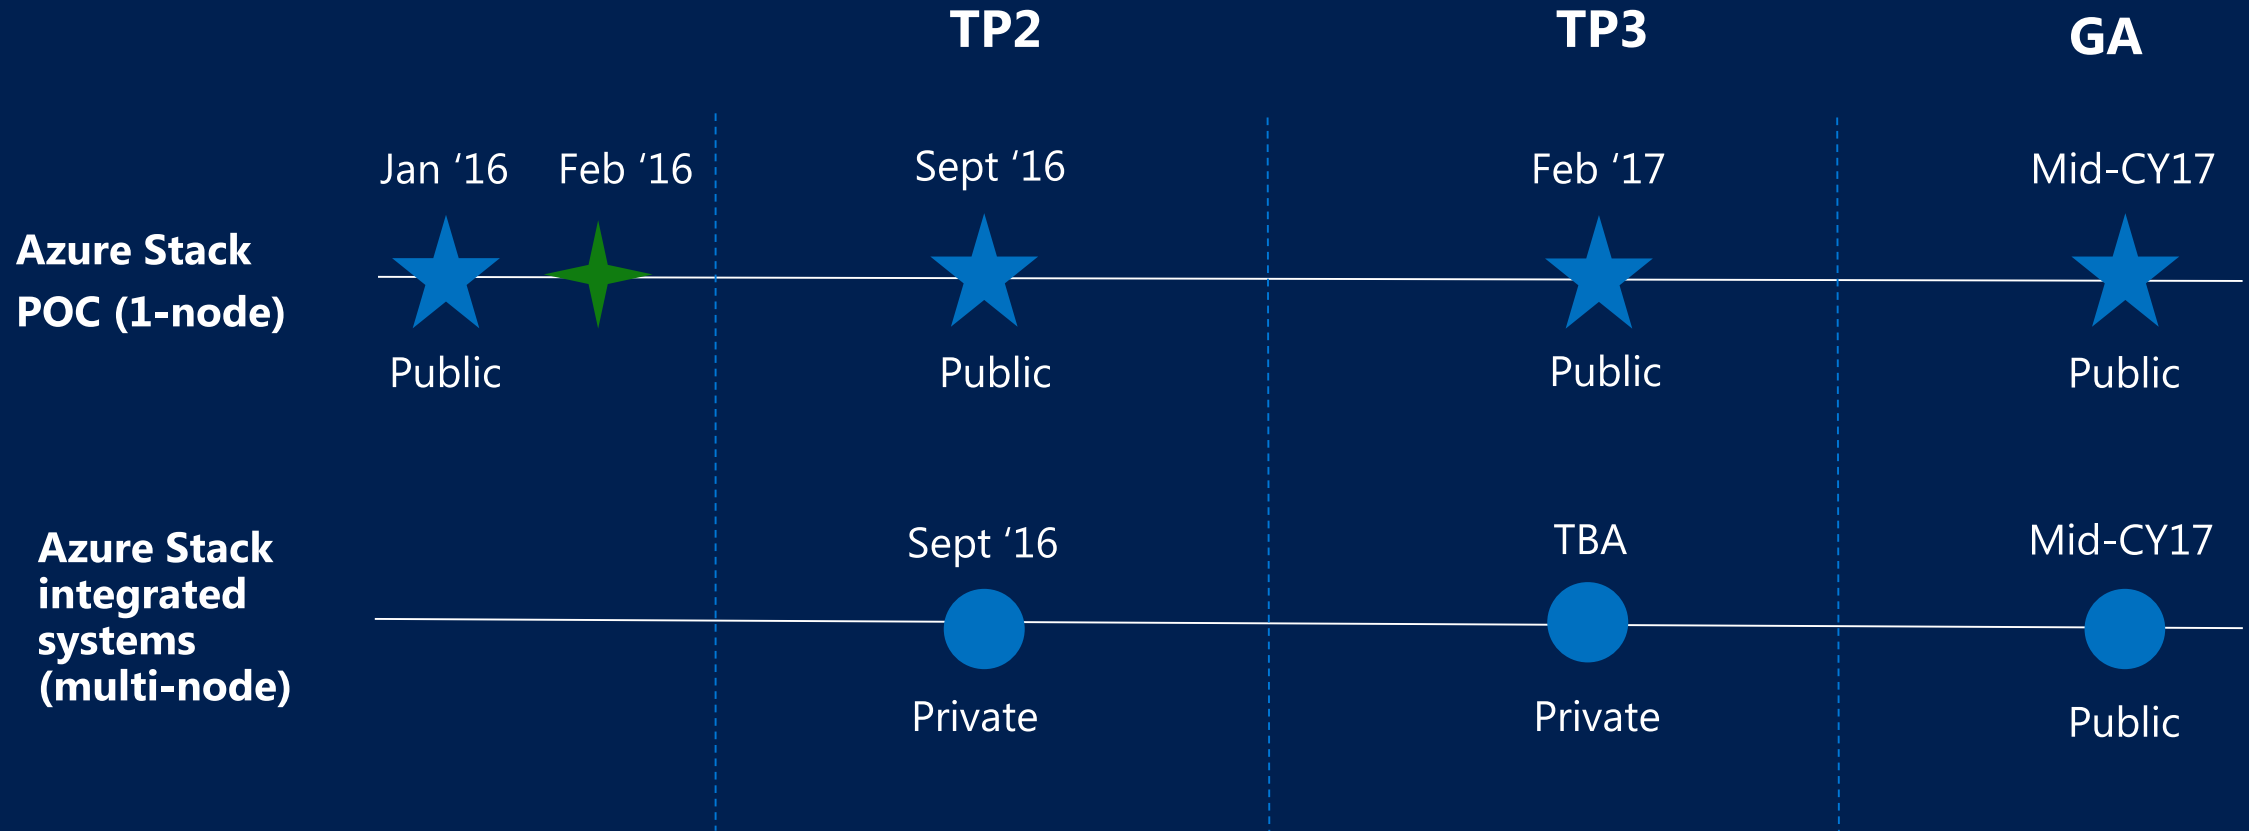 TP2
TP3
GA
Jan ‘16
Feb ‘16
Sept ‘16
Feb ‘17
Mid-CY17
Azure Stack
POC (1-node)
Public
Public
Public
Public
Azure Stack
integrated
systems
(multi-node)
Sept ‘16
TBA
Mid-CY17
Private
Private
Public